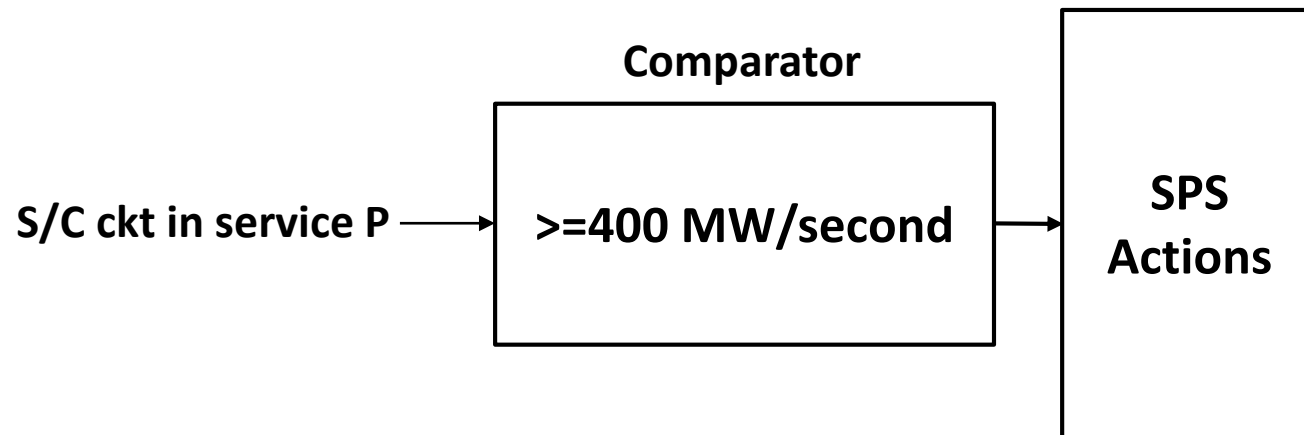 Comparator
S/C ckt in service P
>=400 MW/second
SPS
Actions